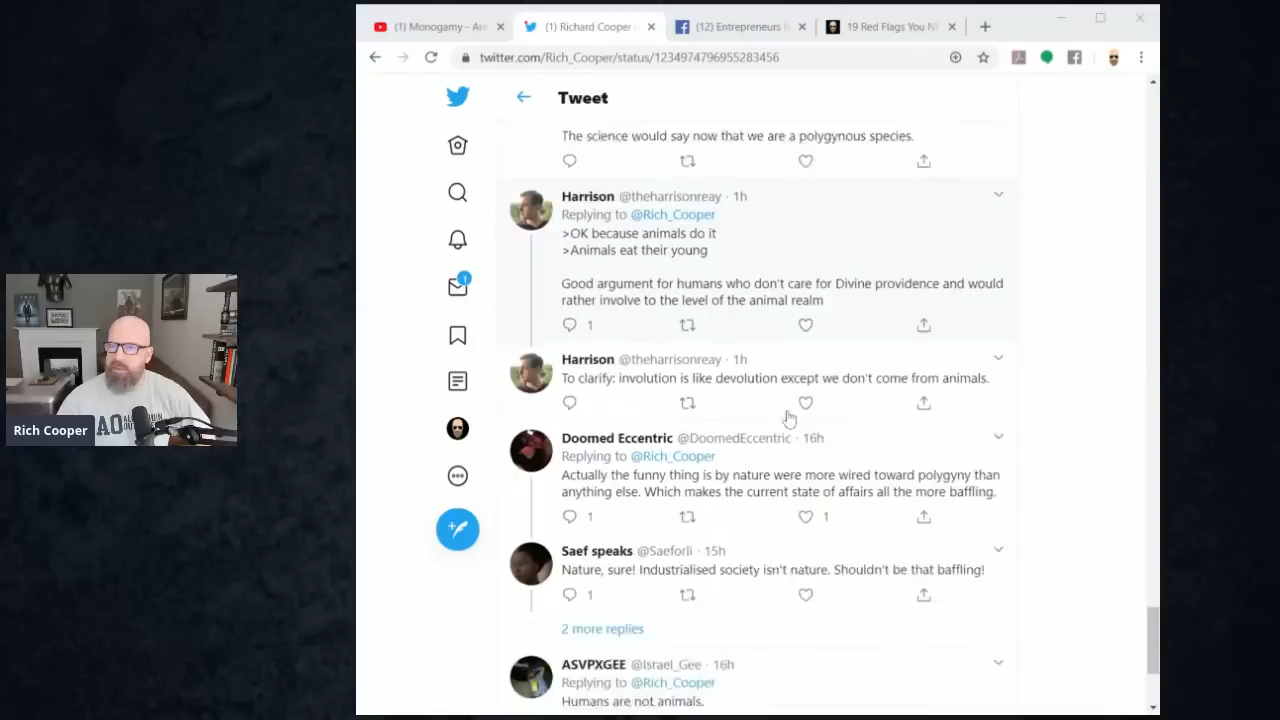 (1) Monogamy - Are
(1) Richard Cooper
(12) Entrepreneurs
19 Red Flags You N
twitter.com/Rich_Cooper/status/1234974796955283456
Tweet
The science would say now that we are a polygynous species.
Harrison @theharrisonreay · 1h
Replying to @Rich_Cooper
>OK because animals do it
>Animals eat their young
Good argument for humans who don't care for Divine providence and would
rather involve to the level of the animal realm
1
Harrison @theharrisonreay · 1h
To clarify: involution is like devolution except we don't come from animals.
1
Doomed Eccentric @DoomedEccentric · 16h
Replying to @Rich_Cooper
Actually the funny thing is by nature were more wired toward polygyny than
anything else. Which makes the current state of affairs all the more baffling.
1 1
Saef speaks @Saeforli · 15h
Nature, sure! Industrialised society isn't nature. Shouldn't be that baffling!
1
2 more replies
ASVPXGEE @Israel_Gee · 16h
Replying to @Rich_Cooper
Humans are not animals.
Rich Cooper